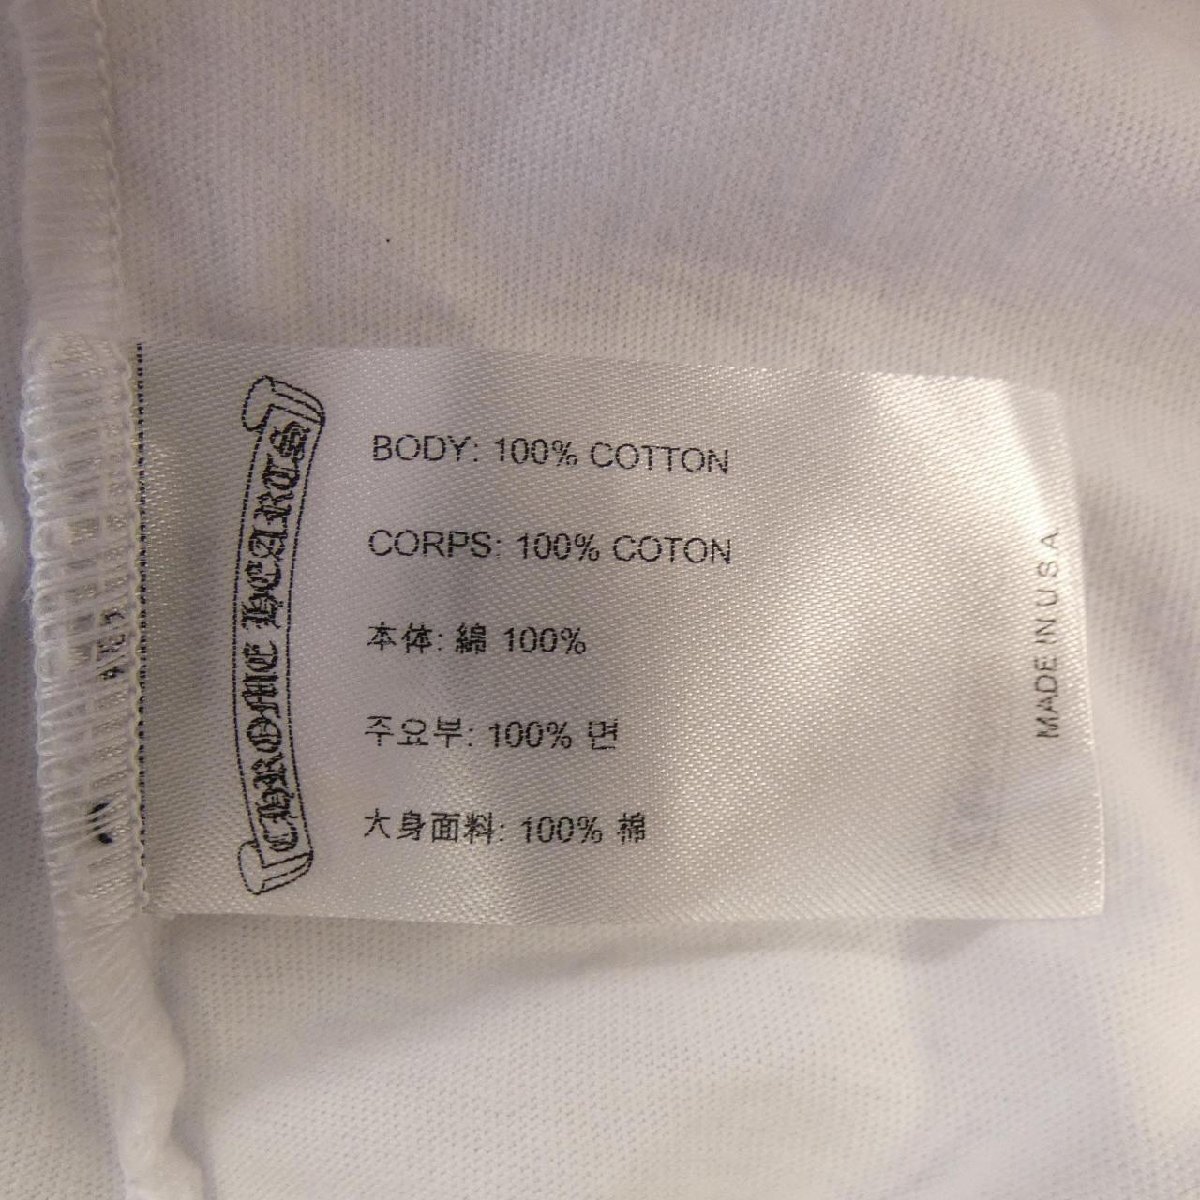 CHROME HEARTS
BODY: 100% COTTON
CORPS: 100% COTON
本体: 綿 100%
주요부: 100% 면
大身面料: 100% 棉
MADE IN U.S.A.